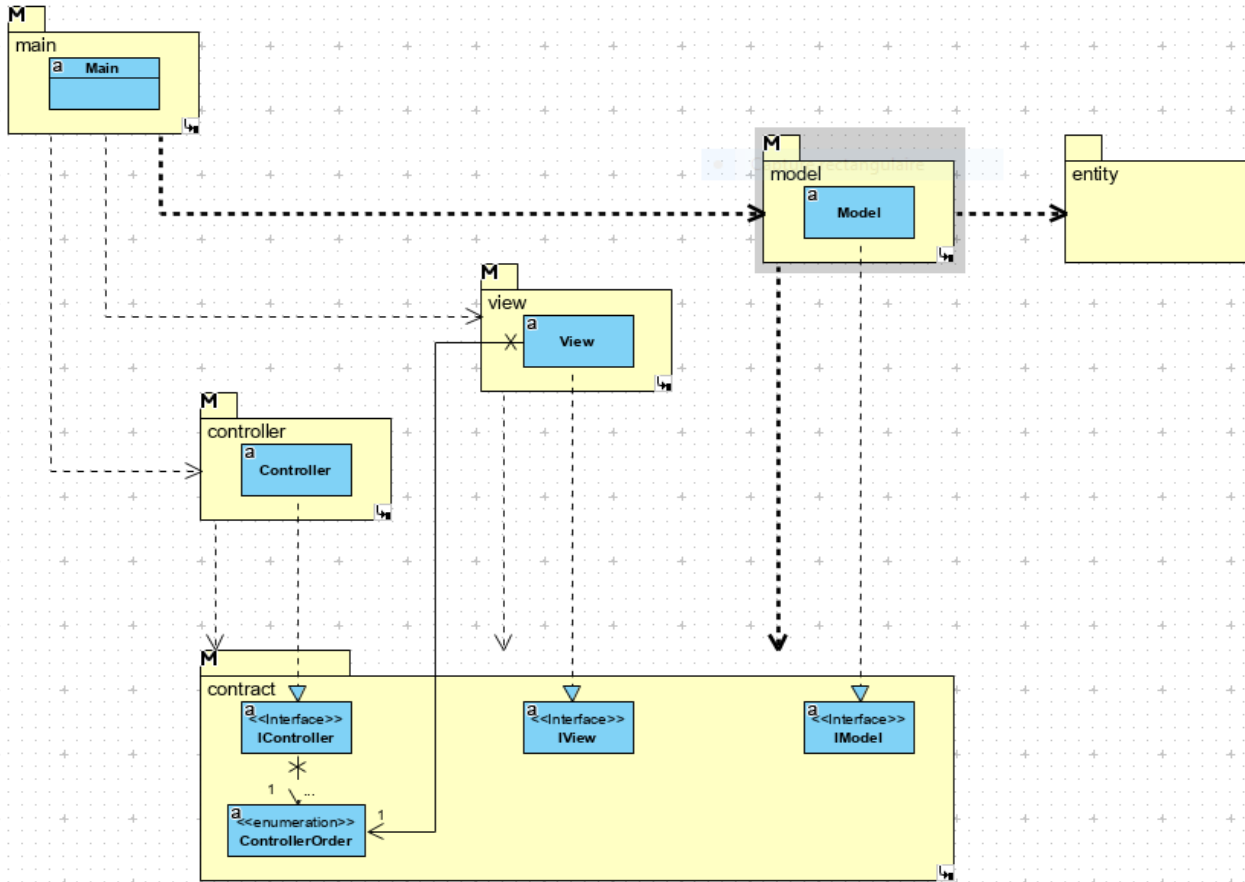 M
main
a
Main
M
model
a
Model
entity
M
view
a
View
M
controller
a
Controller
M
contract
a
<<Interface>>
IController
a
<<Interface>>
IView
a
<<Interface>>
IModel
1
...
1
a
<<enumeration>>
ControllerOrder